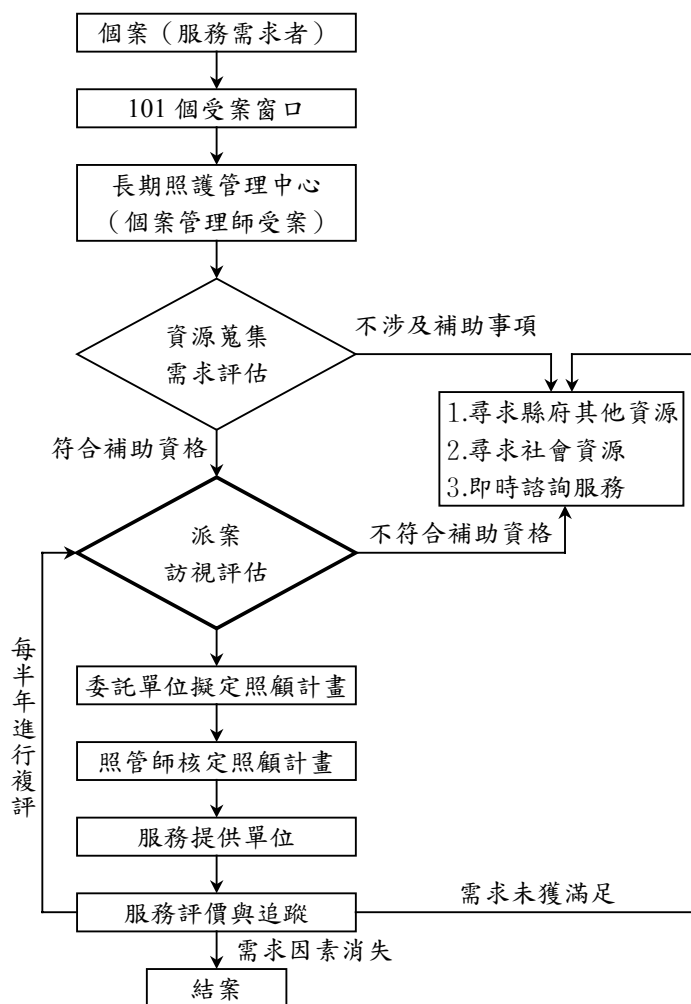 個案（服務需求者）
101 個受案窗口
長期照護管理中心
（個案管理師受案）
資源蒐集
需求評估
不涉及補助事項
1.尋求縣府其他資源
2.尋求社會資源
3.即時諮詢服務
符合補助資格
派案
訪視評估
不符合補助資格
每半年進行複評
委託單位擬定照顧計畫
照管師核定照顧計畫
服務提供單位
服務評價與追蹤
需求未獲滿足
需求因素消失
結案